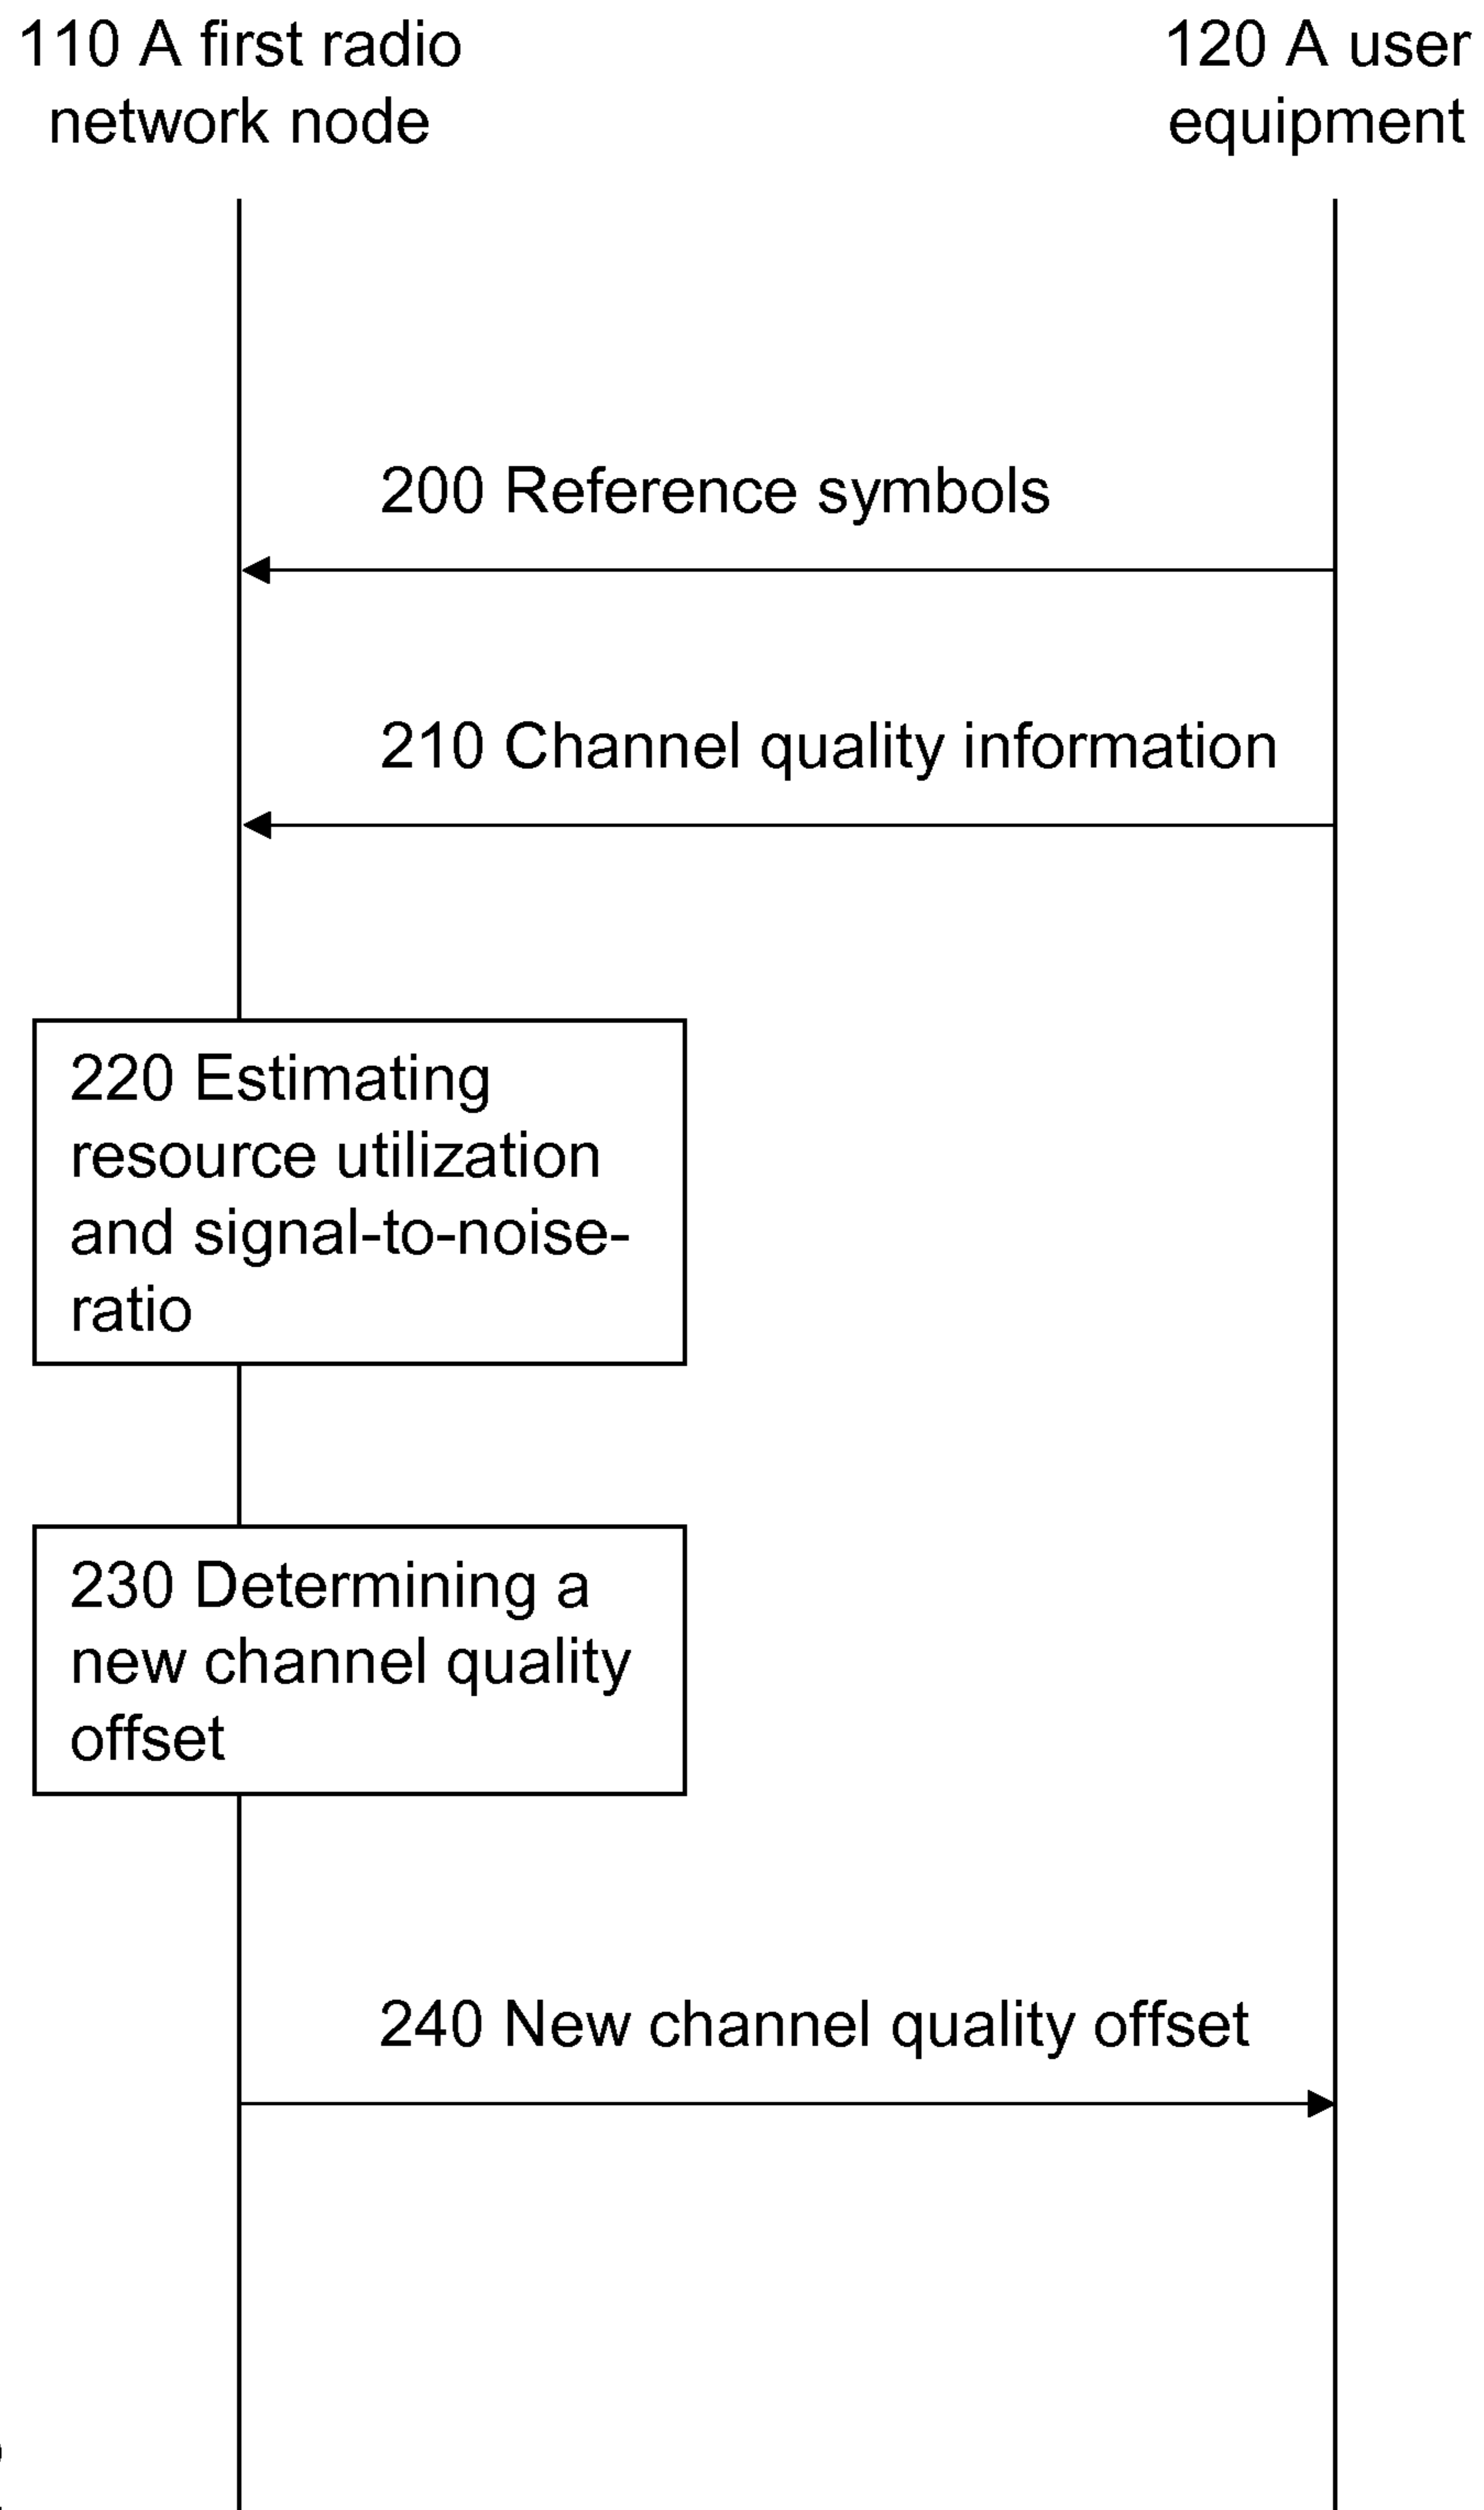 110 A first radio
network node
120 A user
equipment
200 Reference symbols
210 Channel quality information
220 Estimating
resource utilization
and signal-to-noise-
ratio
230 Determining a
new channel quality
offset
240 New channel quality offset